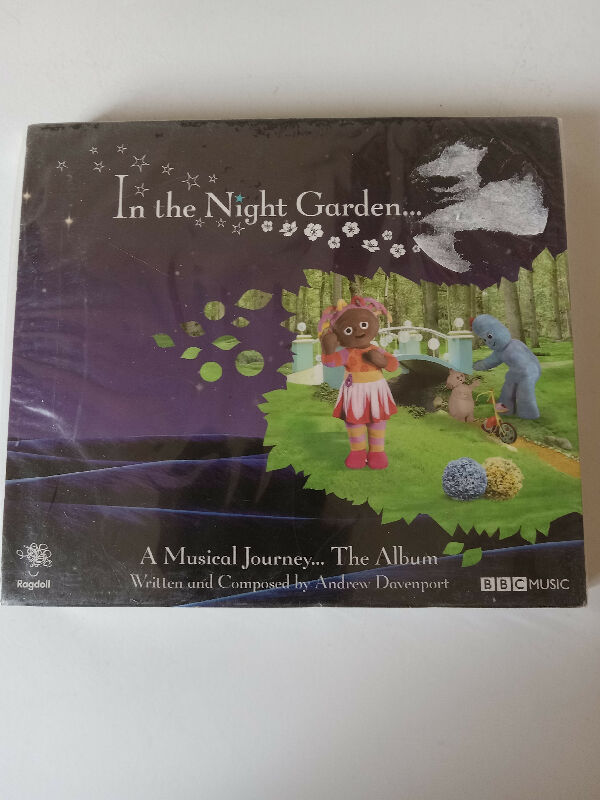 In the Night Garden...
A Musical Journey... The Album
Written and Composed by Andrew Davenport
Ragdoll
BBC MUSIC